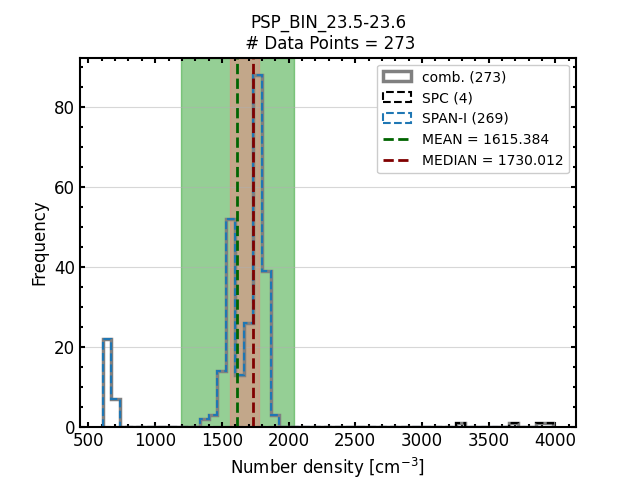 PSP_BIN_23.5-23.6
# Data Points = 273
comb. (273)
SPC (4)
SPAN-I (269)
MEAN = 1615.384
MEDIAN = 1730.012
Frequency
80
60
40
20
0
500 1000 1500 2000 2500 3000 3500 4000
Number density [cm⁻³]